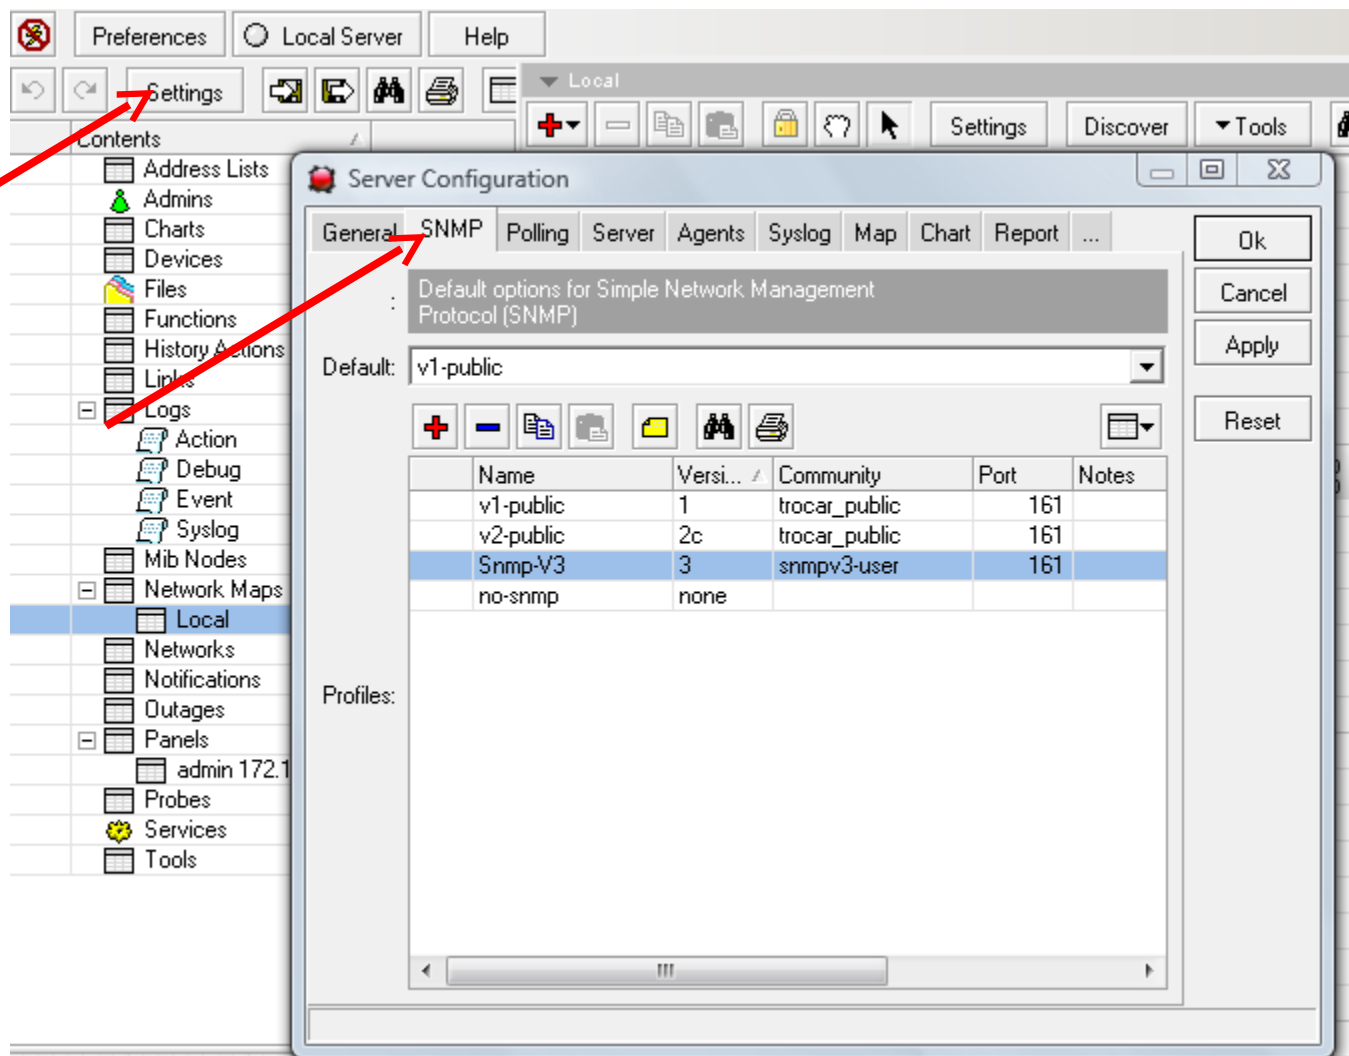 Preferences
Local Server
Help
Settings
Local
Settings
Discover
Tools
Contents
Address Lists
Admins
Charts
Devices
Files
Functions
History Actions
Links
Logs
Action
Debug
Event
Syslog
Mib Nodes
Network Maps
Local
Networks
Notifications
Outages
Panels
admin 172.1
Probes
Services
Tools
Server Configuration
General SNMP Polling Server Agents Syslog Map Chart Report ...
Ok
Cancel
Apply
Reset
:
Default options for Simple Network Management
Protocol (SNMP)
Default: v1-public
Name Versi... Community Port Notes
v1-public 1 trocar_public 161
v2-public 2c trocar_public 161
Snmp-V3 3 snmpv3-user 161
no-snmp none
Profiles: